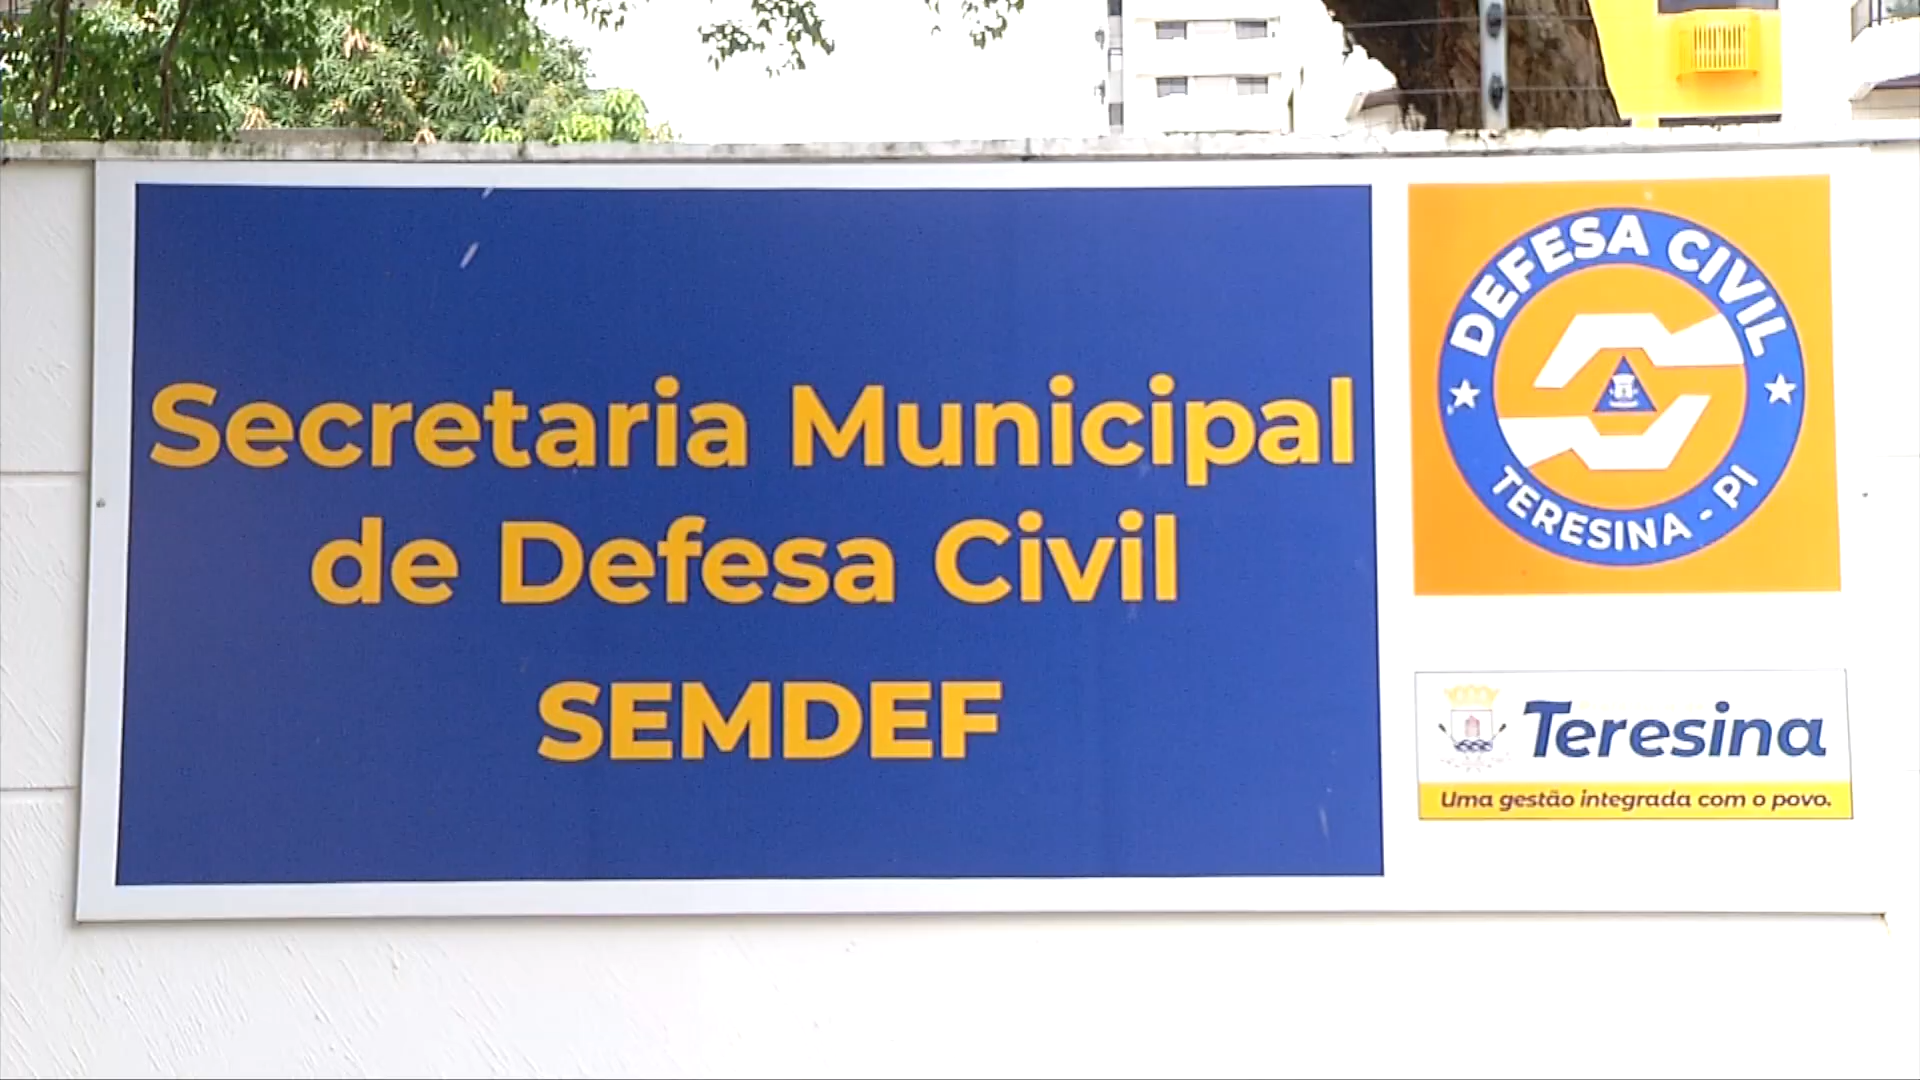 Secretaria Municipal
de Defesa Civil
SEMDEF
DEFESA CIVIL
TERESINA - PI
Teresina
Uma gestão integrada com o povo.